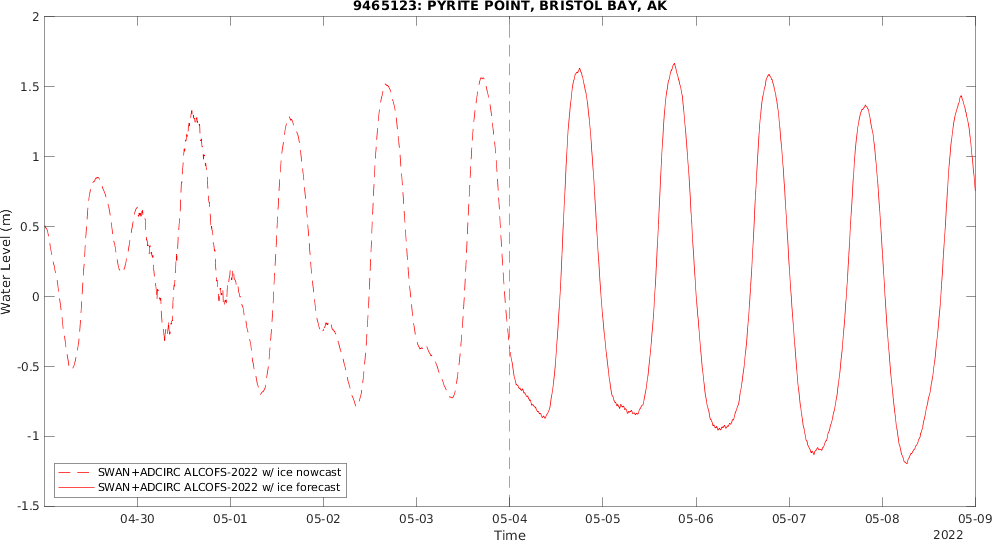 9465123: PYRITE POINT, BRISTOL BAY, AK
2
1.5
1
0.5
0
-0.5
-1
-1.5
Water Level (m)
SWAN+ADCIRC ALCOFS-2022 w/ ice nowcast
SWAN+ADCIRC ALCOFS-2022 w/ ice forecast
04-30 05-01 05-02 05-03 05-04 05-05 05-06 05-07 05-08 05-09
Time
2022